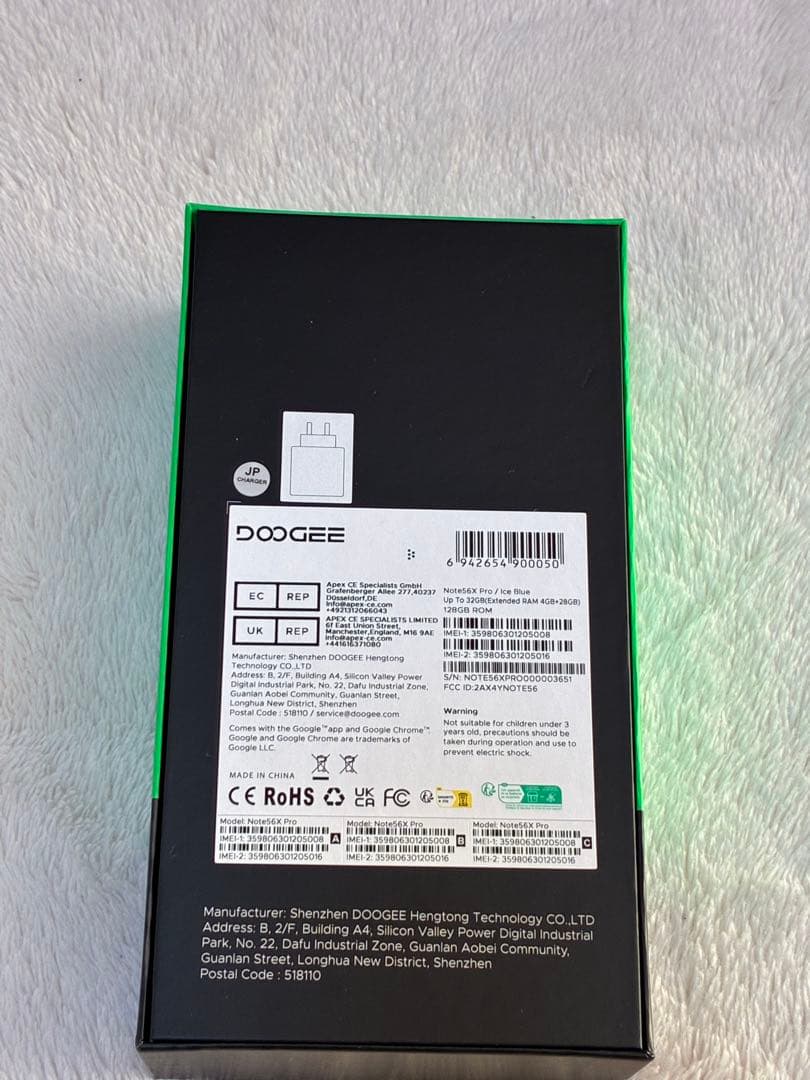 JP
CHARGER
DOOGEE
6 942654 900050
EC REP
Apex CE Specialists GmbH
Grafenberger Allee 277,40237
Düsseldorf,DE
Info@apex-ce.com
+4921312066043
UK REP
APEX CE SPECIALISTS LIMITED
6f East Union Street,
Manchester,England, M16 9AE
Info@apex-ce.com
+441616371080
Manufacturer: Shenzhen DOOGEE Hengtong
Technology CO.,LTD
Address: B, 2/F, Building A4, Silicon Valley Power
Digital Industrial Park, No. 22, Dafu Industrial Zone,
Guanlan Aobei Community, Guanlan Street,
Longhua New District, Shenzhen
Postal Code : 518110 / service@doogee.com
Comes with the Google™app and Google Chrome™.
Google and Google Chrome are trademarks of
Google LLC.
MADE IN CHINA
CE RoHS UK CA FC
Note56X Pro / Ice Blue
Up To 32GB(Extended RAM 4GB+28GB)
128GB ROM
IMEI-1: 359806301205008
IMEI-2: 359806301205016
S/N: NOTE56XPRO000003651
FCC ID:2AX4YNOTE56
Warning
Not suitable for children under 3
years old, precautions should be
taken during operation and use to
prevent electric shock.
Model: Note56X Pro
IMEI-1: 359806301205008 A
IMEI-2: 359806301205016
Model: Note56X Pro
IMEI-1: 359806301205008 B
IMEI-2: 359806301205016
Model: Note56X Pro
IMEI-1: 359806301205008 C
IMEI-2: 359806301205016
Manufacturer: Shenzhen DOOGEE Hengtong Technology CO.,LTD
Address: B, 2/F, Building A4, Silicon Valley Power Digital Industrial
Park, No. 22, Dafu Industrial Zone, Guanlan Aobei Community,
Guanlan Street, Longhua New District, Shenzhen
Postal Code : 518110